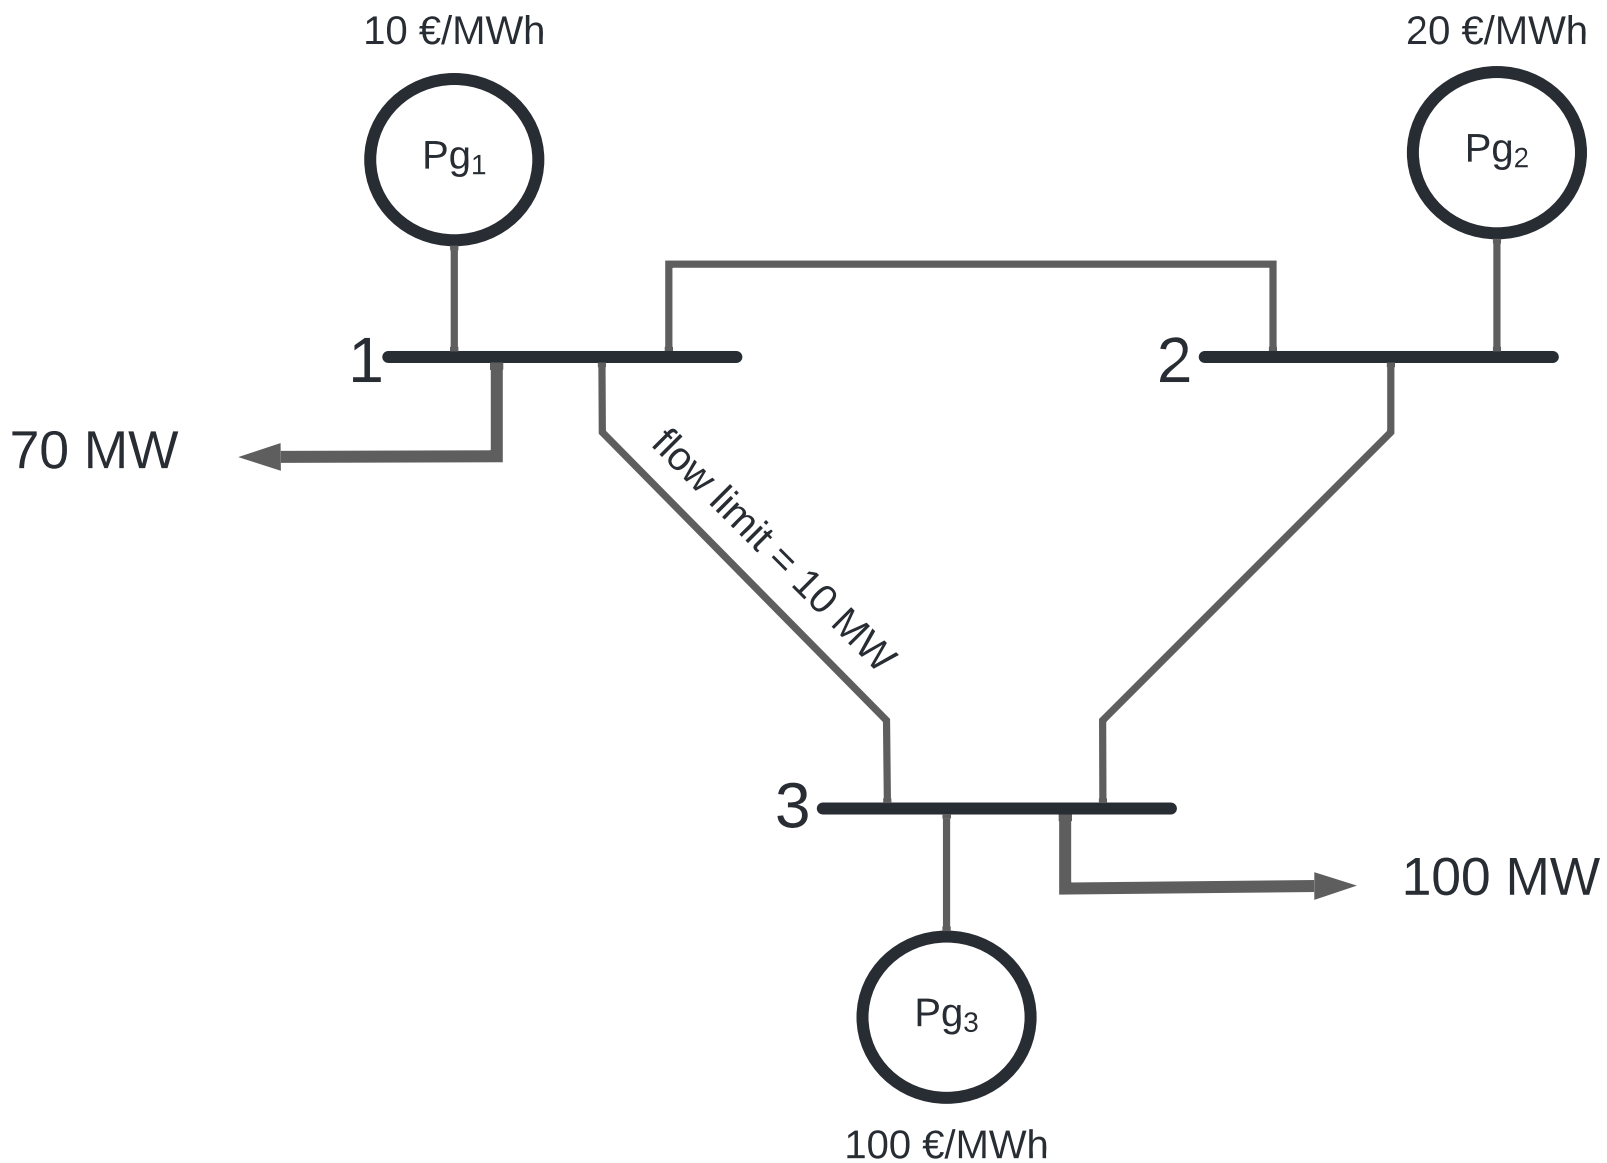 10 €/MWh
20 €/MWh
Pg₁
Pg₂
1
2
70 MW
flow limit = 10 MW
3
100 MW
Pg₃
100 €/MWh